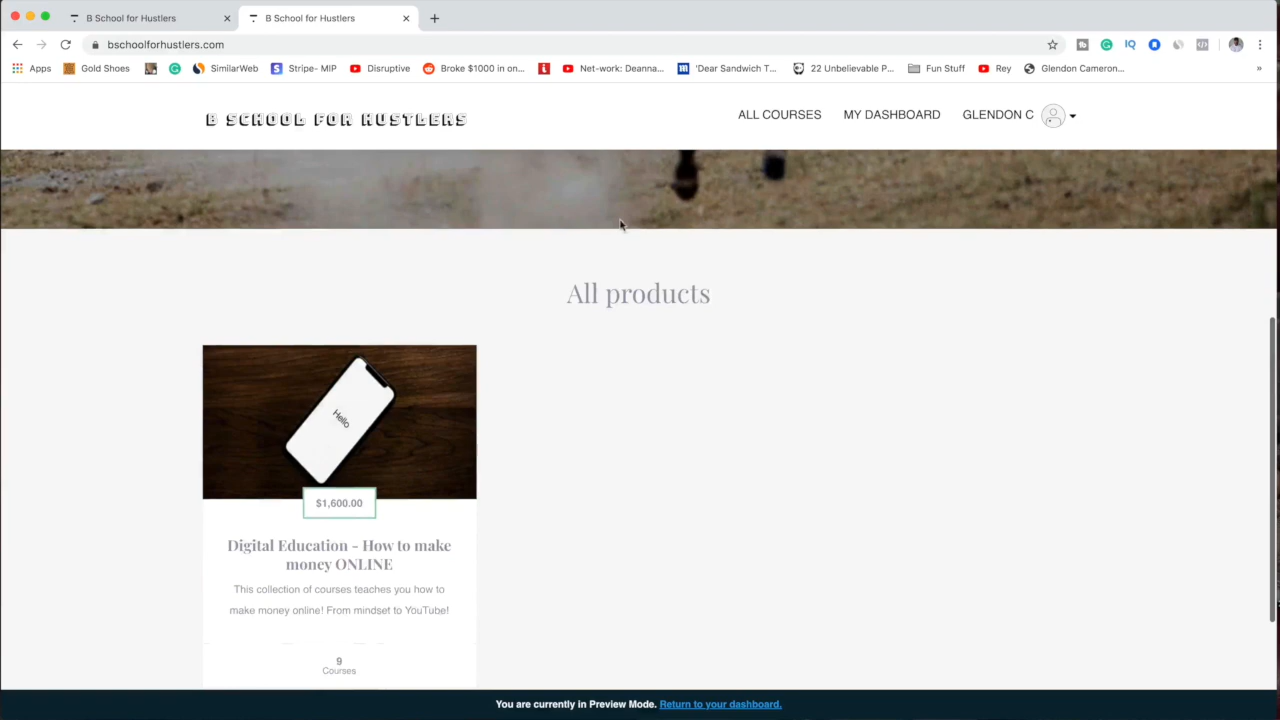 B School for Hustlers
B School for Hustlers
bschoolforhustlers.com
Apps
Gold Shoes
SimilarWeb
Stripe- MIP
Disruptive
Broke $1000 in on...
Net-work: Deanna...
'Dear Sandwich T...
22 Unbelievable P...
Fun Stuff
Rey
Glendon Cameron...
»
B SCHOOL FOR HUSTLERS
ALL COURSES
MY DASHBOARD
GLENDON C
All products
Hello
$1,600.00
Digital Education - How to make
money ONLINE
This collection of courses teaches you how to
make money online! From mindset to YouTube!
9
Courses
You are currently in Preview Mode. Return to your dashboard.